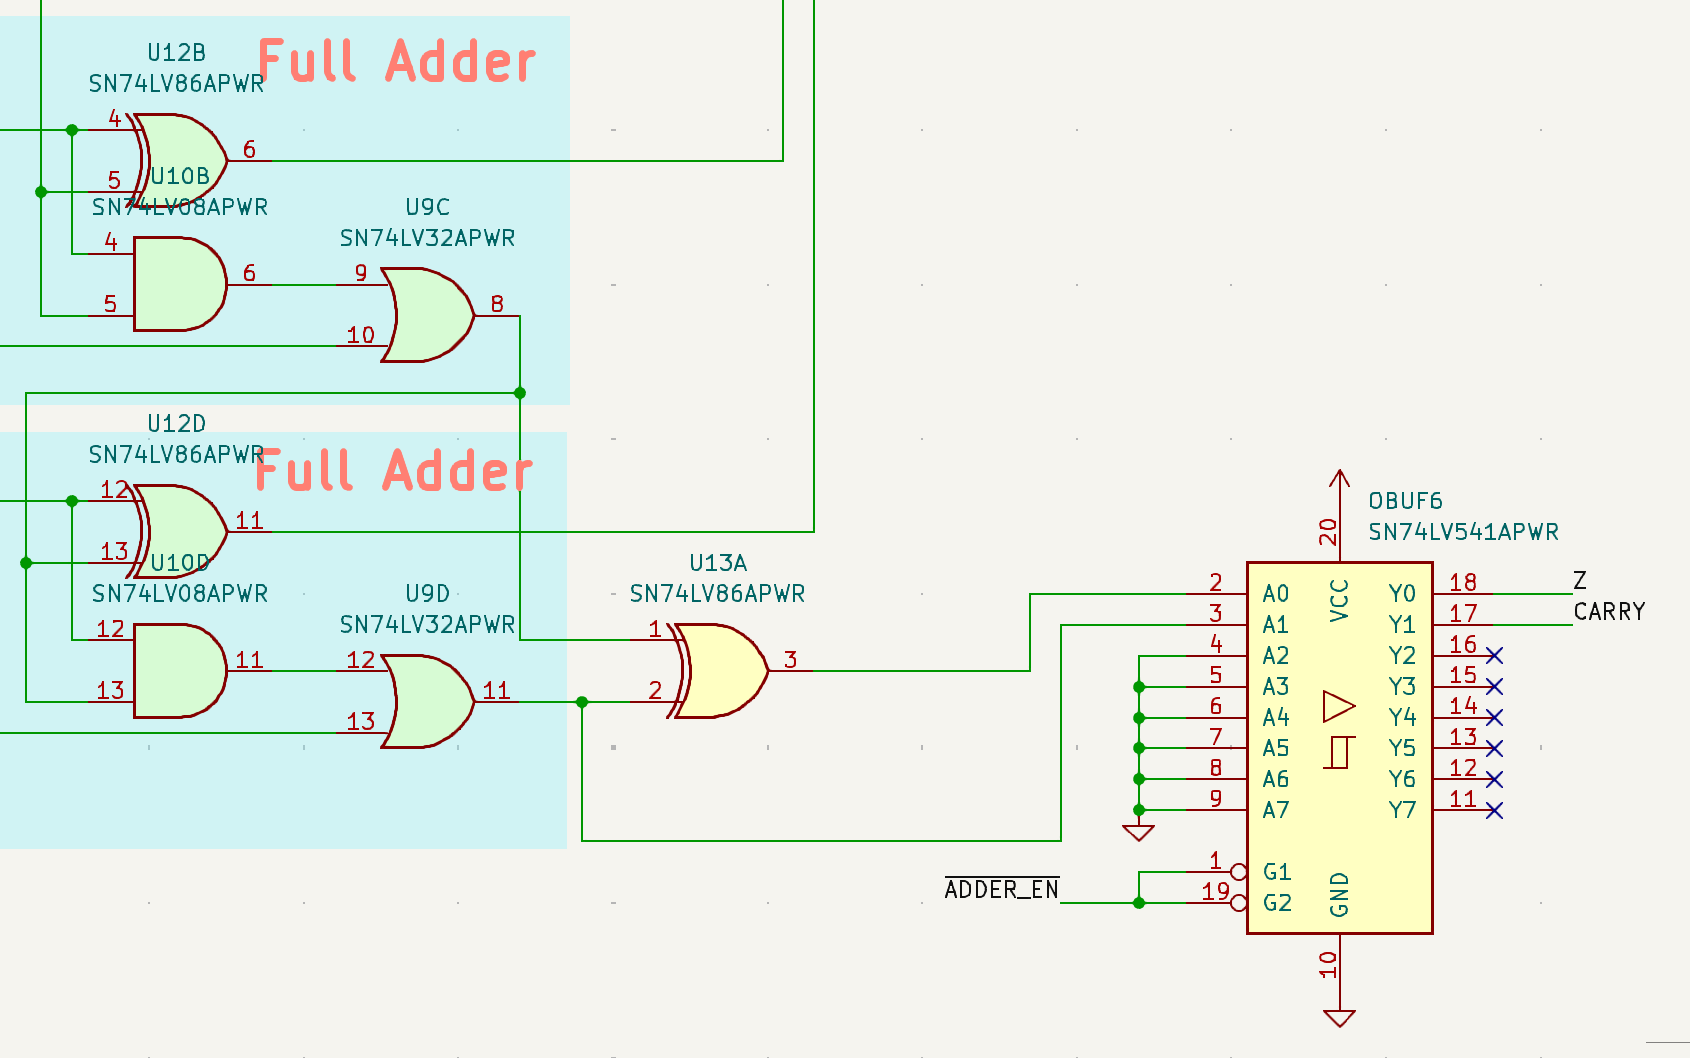 Full Adder
U12B
SN74LV86APWR
4
5
6
U10B
SN74LV08APWR
4
5
6
U9C
SN74LV32APWR
9
10
8
Full Adder
U12D
SN74LV86APWR
12
13
11
U10D
SN74LV08APWR
12
13
11
U9D
SN74LV32APWR
12
13
11
U13A
SN74LV86APWR
1
2
3
OBUF6
SN74LV541APWR
20
VCC
2 A0 Y0 18 Z
3 A1 Y1 17 CARRY
4 A2 Y2 16
5 A3 Y3 15
6 A4 Y4 14
7 A5 Y5 13
8 A6 Y6 12
9 A7 Y7 11
1 G1
ADDER_EN 19 G2
GND
10